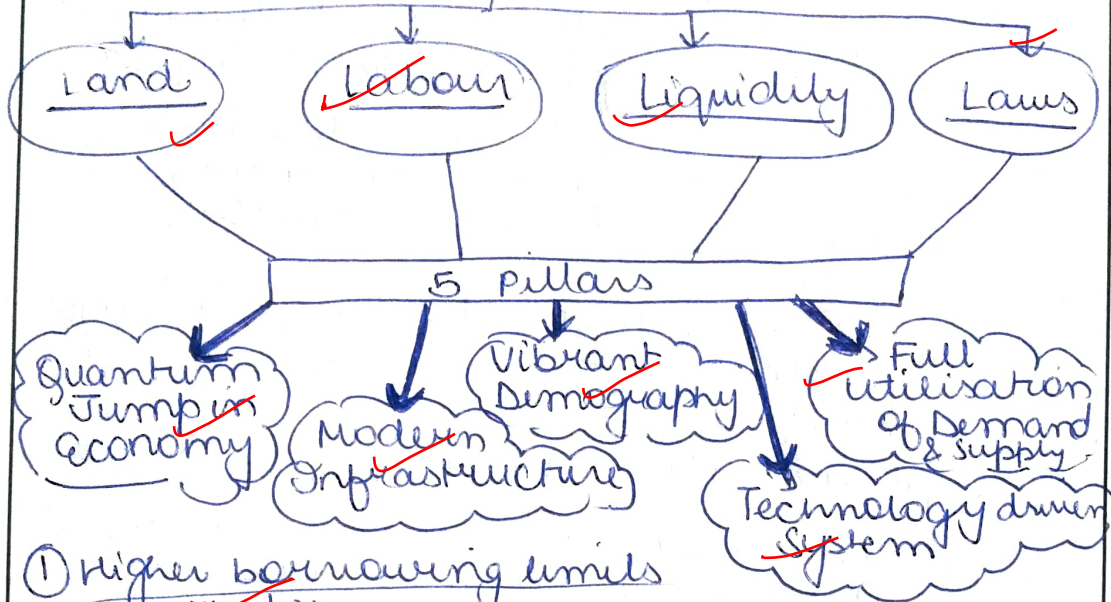 Land
Labour
Liquidity
Laws
5 Pillars
Quantum
Jump in
Economy
Modern
Infrastructure
Vibrant
Demography
Full
utilisation
of Demand
& Supply
Technology driven
System
① Higher borrowing limits